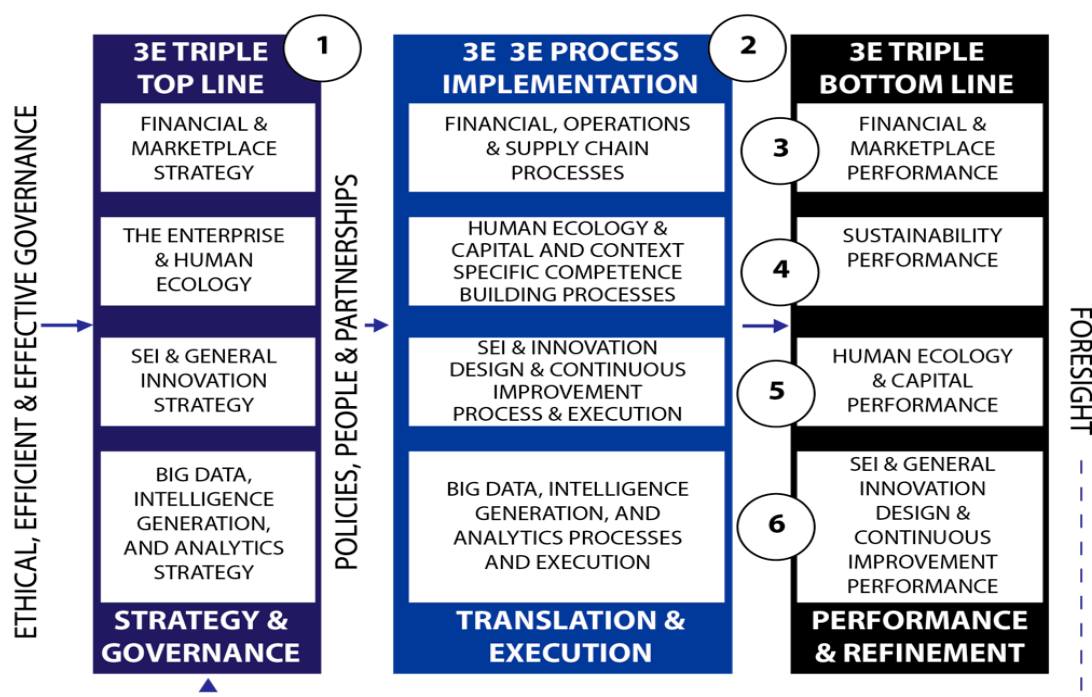 ETHICAL, EFFICIENT & EFFECTIVE GOVERNANCE
3E TRIPLE
TOP LINE
1
FINANCIAL &
MARKETPLACE
STRATEGY
THE ENTERPRISE
& HUMAN
ECOLOGY
SEI & GENERAL
INNOVATION
STRATEGY
BIG DATA,
INTELLIGENCE
GENERATION,
AND ANALYTICS
STRATEGY
STRATEGY &
GOVERNANCE
POLICIES, PEOPLE & PARTNERSHIPS
3E 3E PROCESS
IMPLEMENTATION
2
FINANCIAL, OPERATIONS
& SUPPLY CHAIN
PROCESSES
HUMAN ECOLOGY &
CAPITAL AND CONTEXT
SPECIFIC COMPETENCE
BUILDING PROCESSES
SEI & INNOVATION
DESIGN & CONTINUOUS
IMPROVEMENT
PROCESS & EXECUTION
BIG DATA, INTELLIGENCE
GENERATION, AND
ANALYTICS PROCESSES
AND EXECUTION
TRANSLATION &
EXECUTION
3E TRIPLE
BOTTOM LINE
3
FINANCIAL &
MARKETPLACE
PERFORMANCE
4
SUSTAINABILITY
PERFORMANCE
5
HUMAN ECOLOGY
& CAPITAL
PERFORMANCE
6
SEI & GENERAL
INNOVATION
DESIGN &
CONTINUOUS
IMPROVEMENT
PERFORMANCE
PERFORMANCE
& REFINEMENT
FORESIGHT